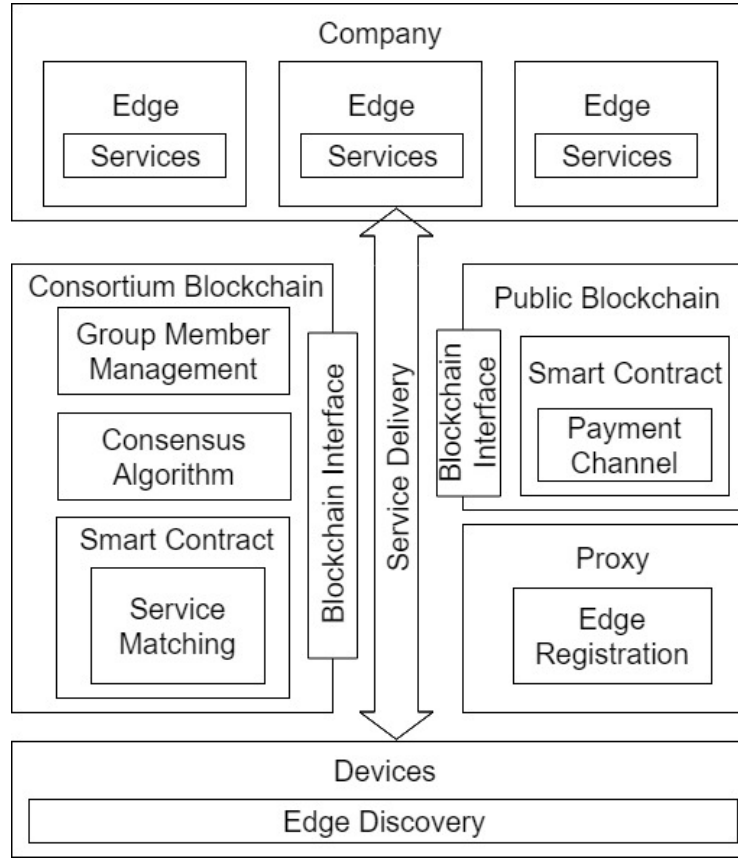 Company
Edge
Services
Edge
Services
Edge
Services
Consortium Blockchain
Group Member
Management
Consensus
Algorithm
Smart Contract
Service
Matching
Blockchain Interface
Service Delivery
Blockchain
Interface
Public Blockchain
Smart Contract
Payment
Channel
Proxy
Edge
Registration
Devices
Edge Discovery